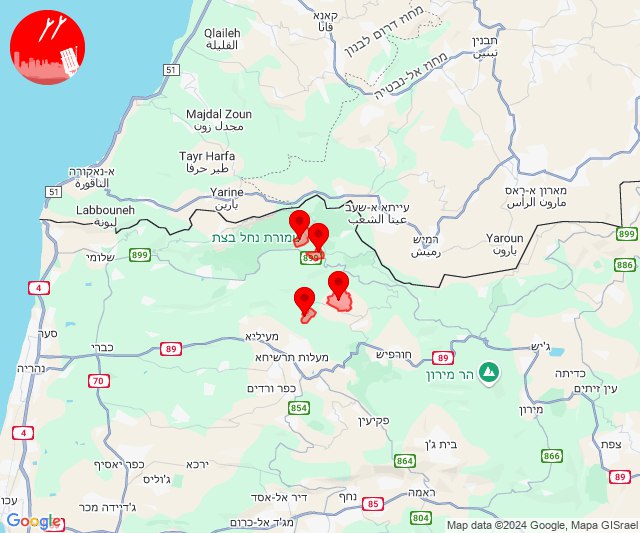 קאנא
قانا
מחוז דרום לבנון
Qlaileh
القليلة
תבנין
تبنين
51
מחוז אל-נבטיה
Majdal Zoun
مجدل زون
Tayr Harfa
طير حرفا
א-נאקורה
الناقورة
51
Yarine
يارين
עייתא א-שעב
عيتا الشعب
מארון א-ראס
مارون الراس
Labbouneh
لبونة
שמורת נחל בצת
רמיש
رميش
Yaroun
يارون
899
899
899
899
שלומי
4
סער
מעיליא
כברי
89
נהריה
מעלות תרשיחא
חורפיש
89
ג'יש
הר מירון
כדיתה
70
כפר ורדים
עין זיתים
854
מירון
89
4
פקיעין
בית ג'ן
צפת
864
866
ירכא
כפר יאסיף
ג'וליס
דיר אל-אסד
נחף
ראמה
עכו
ג'דיידה מכר
85
מג'ד אל-כרום
804
Google
Map data ©2024 Google, Mapa GISrael